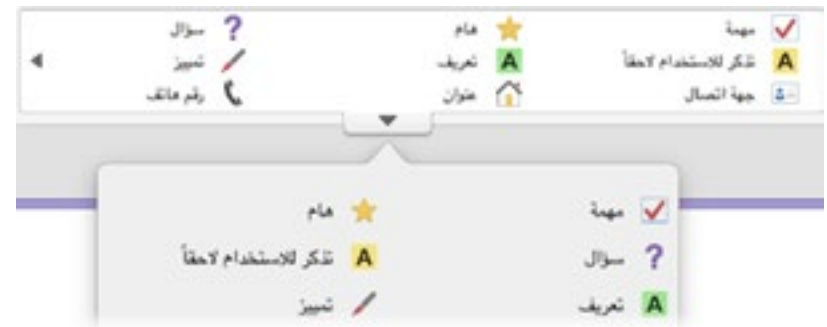 مهمة هام سؤال
تذكر للاستخدام لاحقاً تعريف تمييز
جهة اتصال عنوان رقم هاتف
مهمة هام
سؤال تذكر للاستخدام لاحقاً
تعريف تمييز